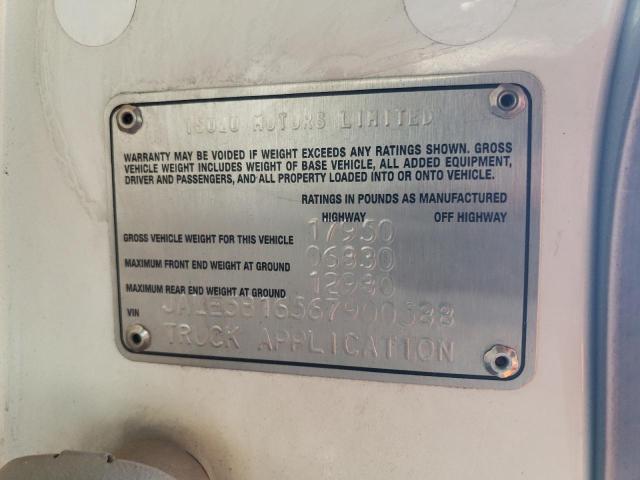 ISUZU MOTORS LIMITED
WARRANTY MAY BE VOIDED IF WEIGHT EXCEEDS ANY RATINGS SHOWN. GROSS
VEHICLE WEIGHT INCLUDES WEIGHT OF BASE VEHICLE, ALL ADDED EQUIPMENT,
DRIVER AND PASSENGERS, AND ALL PROPERTY LOADED INTO OR ONTO VEHICLE.
RATINGS IN POUNDS AS MANUFACTURED
HIGHWAY OFF HIGHWAY
GROSS VEHICLE WEIGHT FOR THIS VEHICLE 17950
MAXIMUM FRONT END WEIGHT AT GROUND 06830
MAXIMUM REAR END WEIGHT AT GROUND 12980
VIN JALE5B16567900588
TRUCK APPLICATION